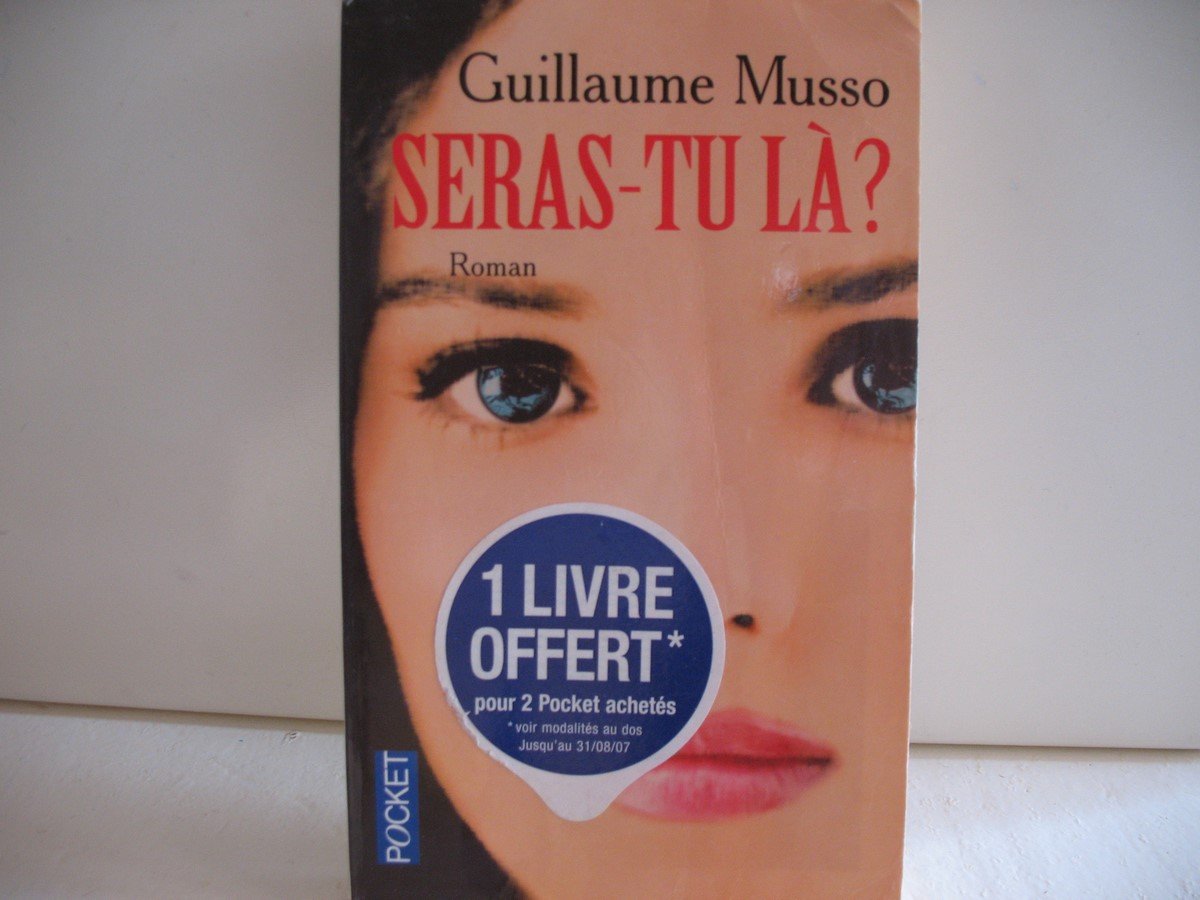 Guillaume Musso
SERAS-TU LÀ?
Roman
1 LIVRE
OFFERT*
pour 2 Pocket achetés
*voir modalités au dos
Jusqu'au 31/08/07
POCKET